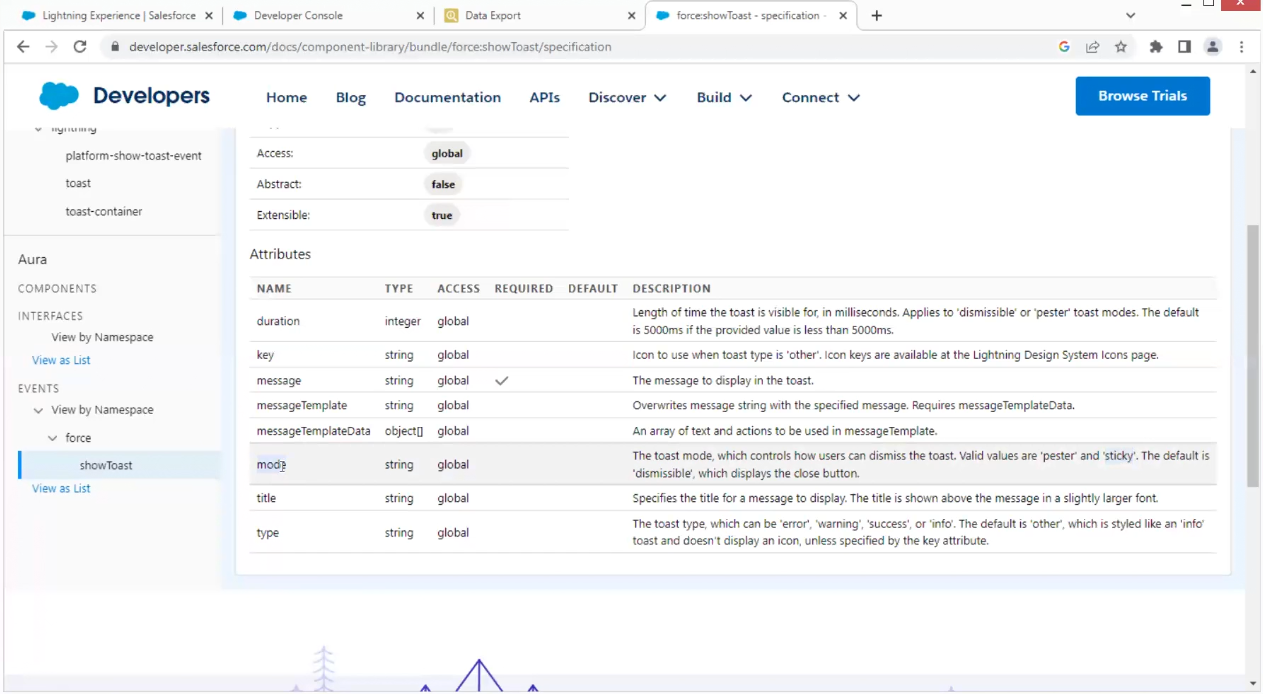 Lightning Experience | Salesforce
Developer Console
Data Export
force:showToast - specification -
developer.salesforce.com/docs/component-library/bundle/force:showToast/specification
Developers
Home
Blog
Documentation
APIs
Discover
Build
Connect
Browse Trials
lightning
platform-show-toast-event
toast
toast-container
Aura
COMPONENTS
INTERFACES
View by Namespace
View as List
EVENTS
View by Namespace
force
showToast
View as List
Access: global
Abstract: false
Extensible: true
Attributes
NAME TYPE ACCESS REQUIRED DEFAULT DESCRIPTION
duration integer global Length of time the toast is visible for, in milliseconds. Applies to 'dismissible' or 'pester' toast modes. The default
is 5000ms if the provided value is less than 5000ms.
key string global Icon to use when toast type is 'other'. Icon keys are available at the Lightning Design System Icons page.
message string global ✓ The message to display in the toast.
messageTemplate string global Overwrites message string with the specified message. Requires messageTemplateData.
messageTemplateData object[] global An array of text and actions to be used in messageTemplate.
mode string global The toast mode, which controls how users can dismiss the toast. Valid values are 'pester' and 'sticky'. The default is
'dismissible', which displays the close button.
title string global Specifies the title for a message to display. The title is shown above the message in a slightly larger font.
type string global The toast type, which can be 'error', 'warning', 'success', or 'info'. The default is 'other', which is styled like an 'info'
toast and doesn't display an icon, unless specified by the key attribute.